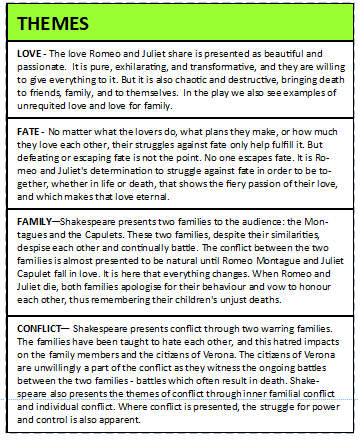 THEMES
LOVE - The love Romeo and Juliet share is presented as beautiful and
passionate. It is pure, exhilarating, and transformative, and they are willing
to give everything to it. But it is also chaotic and destructive, bringing death
to friends, family, and to themselves. In the play we also see examples of
unrequited love and love for family.
FATE - No matter what the lovers do, what plans they make, or how much
they love each other, their struggles against fate only help fulfill it. But
defeating or escaping fate is not the point. No one escapes fate. It is Ro-
meo and Juliet's determination to struggle against fate in order to be to-
gether, whether in life or death, that shows the fiery passion of their love,
and which makes that love eternal.
FAMILY—Shakespeare presents two families to the audience: the Mon-
tagues and the Capulets. These two families, despite their similarities,
despise each other and continually battle. The conflict between the two
families is almost presented to be natural until Romeo Montague and Juliet
Capulet fall in love. It is here that everything changes. When Romeo and
Juliet die, both families apologise for their behaviour and vow to honour
each other, thus remembering their children's unjust deaths.
CONFLICT— Shakespeare presents conflict through two warring families.
The families have been taught to hate each other, and this hatred impacts
on the family members and the citizens of Verona. The citizens of Verona
are unwillingly a part of the conflict as they witness the ongoing battles
between the two families - battles which often result in death. Shake-
speare also presents the themes of conflict through inner familial conflict
and individual conflict. Where conflict is presented, the struggle for power
and control is also apparent.